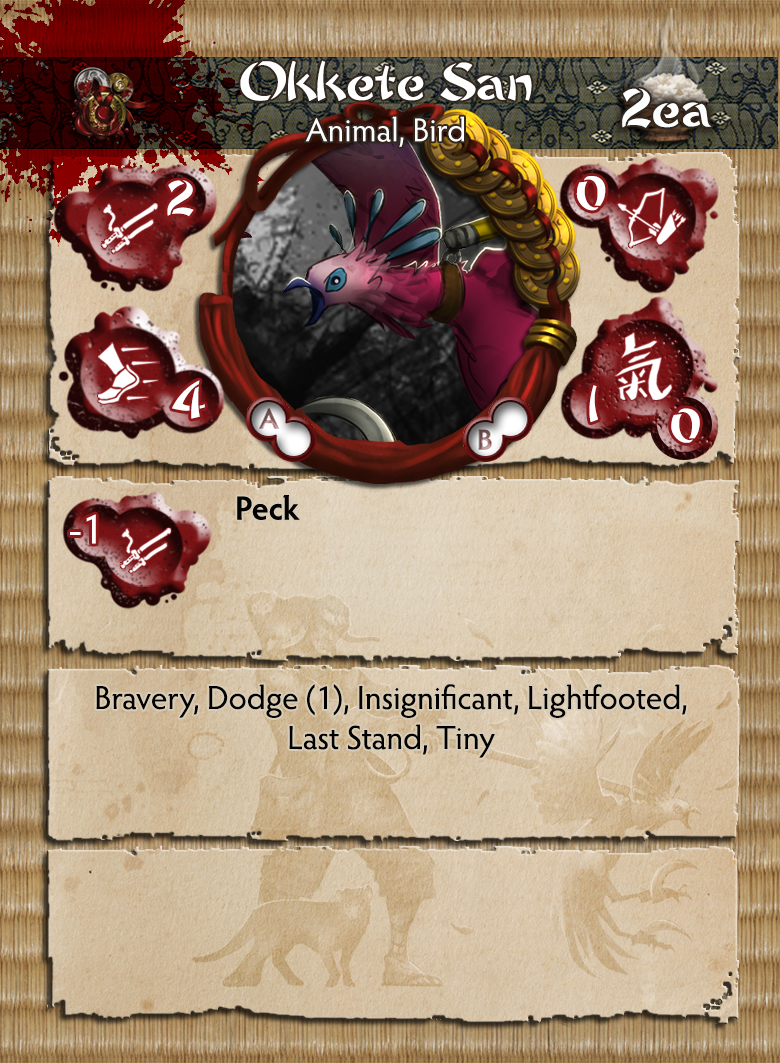 Okkete San
2ea
Animal, Bird
2
0
4
氣
1
0
A
B
-1
Peck
Bravery, Dodge (1), Insignificant, Lightfooted,
Last Stand, Tiny